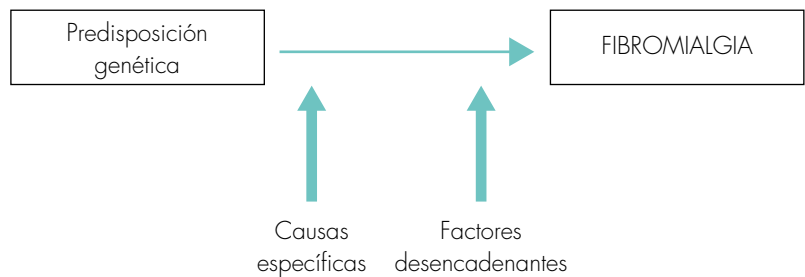 Predisposición
genética
FIBROMIALGIA
Causas
específicas
Factores
desencadenantes